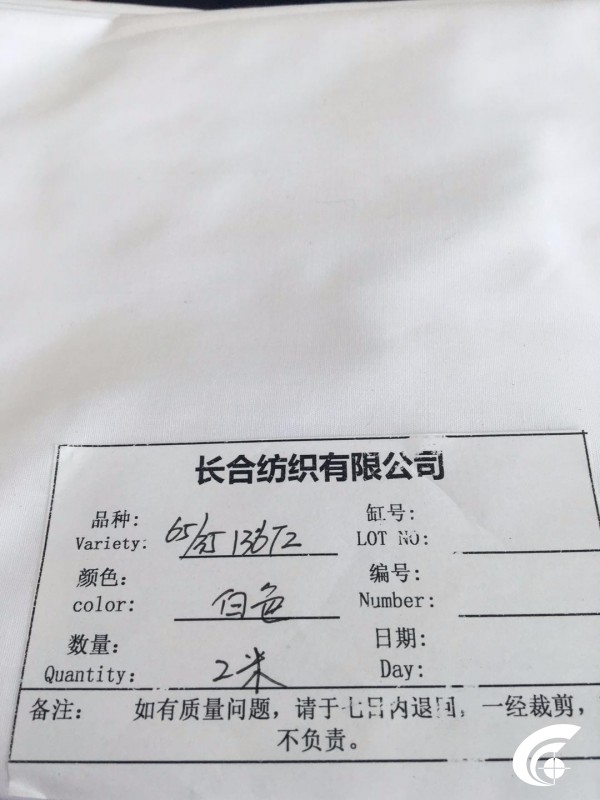 长合纺织有限公司
品种: 缸号:
Variety: 65/35 LOT NO:
颜色: 编号:
color: 白色 Number:
数量: 日期:
Quantity: 2米 Day:
备注: 如有质量问题，请于七日内退回，一经裁剪，
不负责。